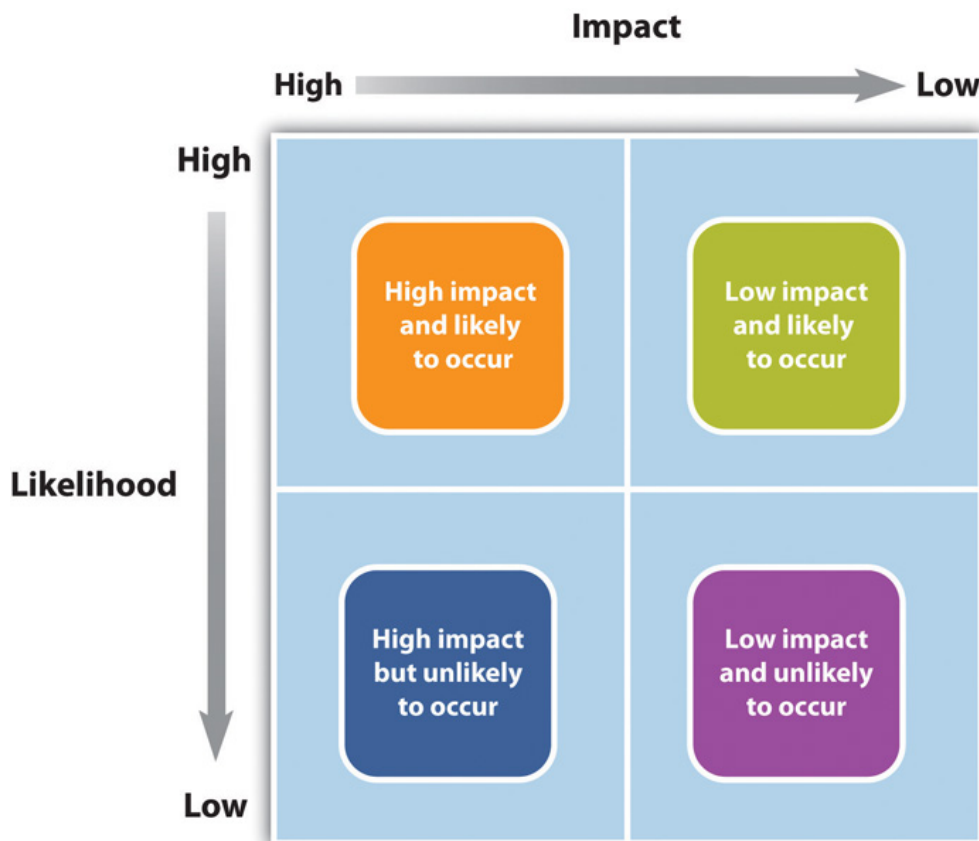 Impact
High
Low
High
Likelihood
Low
High impact
and likely
to occur
Low impact
and likely
to occur
High impact
but unlikely
to occur
Low impact
and unlikely
to occur